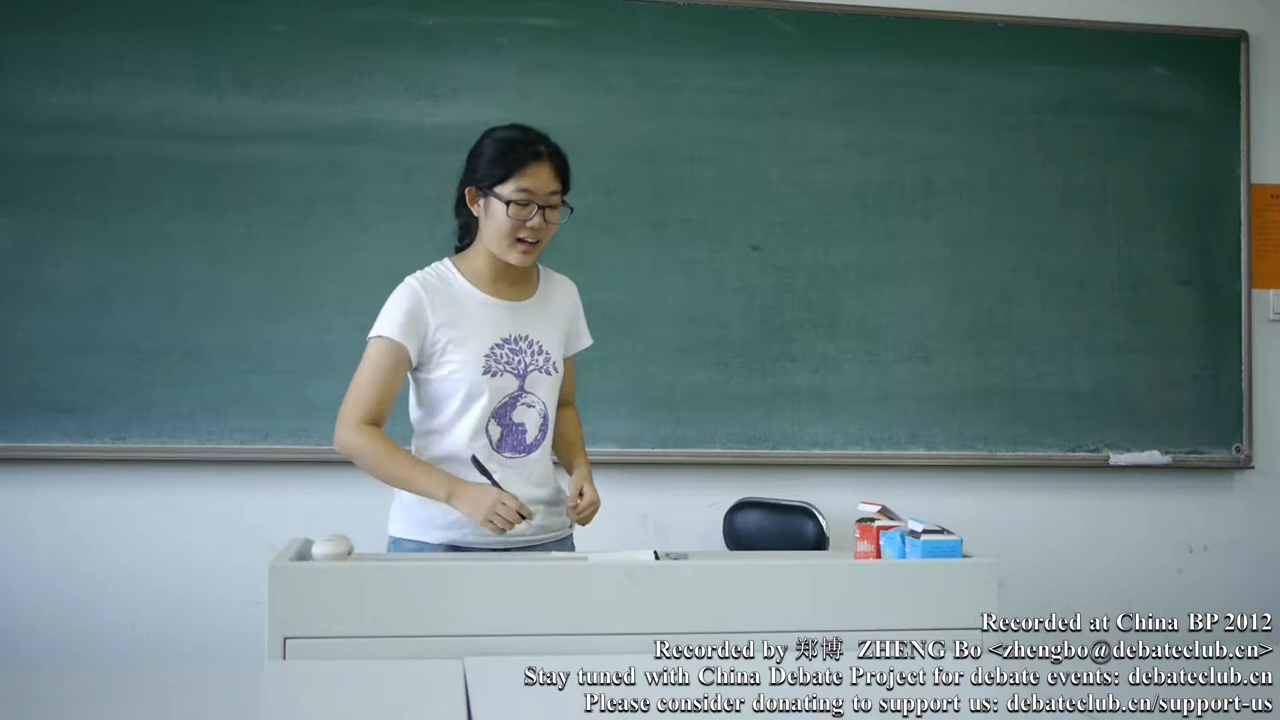 Recorded at China BP 2012
Recorded by 郑博 ZHENG Bo <zhengbo@debateclub.cn>
Stay tuned with China Debate Project for debate events: debateclub.cn
Please consider donating to support us: debateclub.cn/support-us